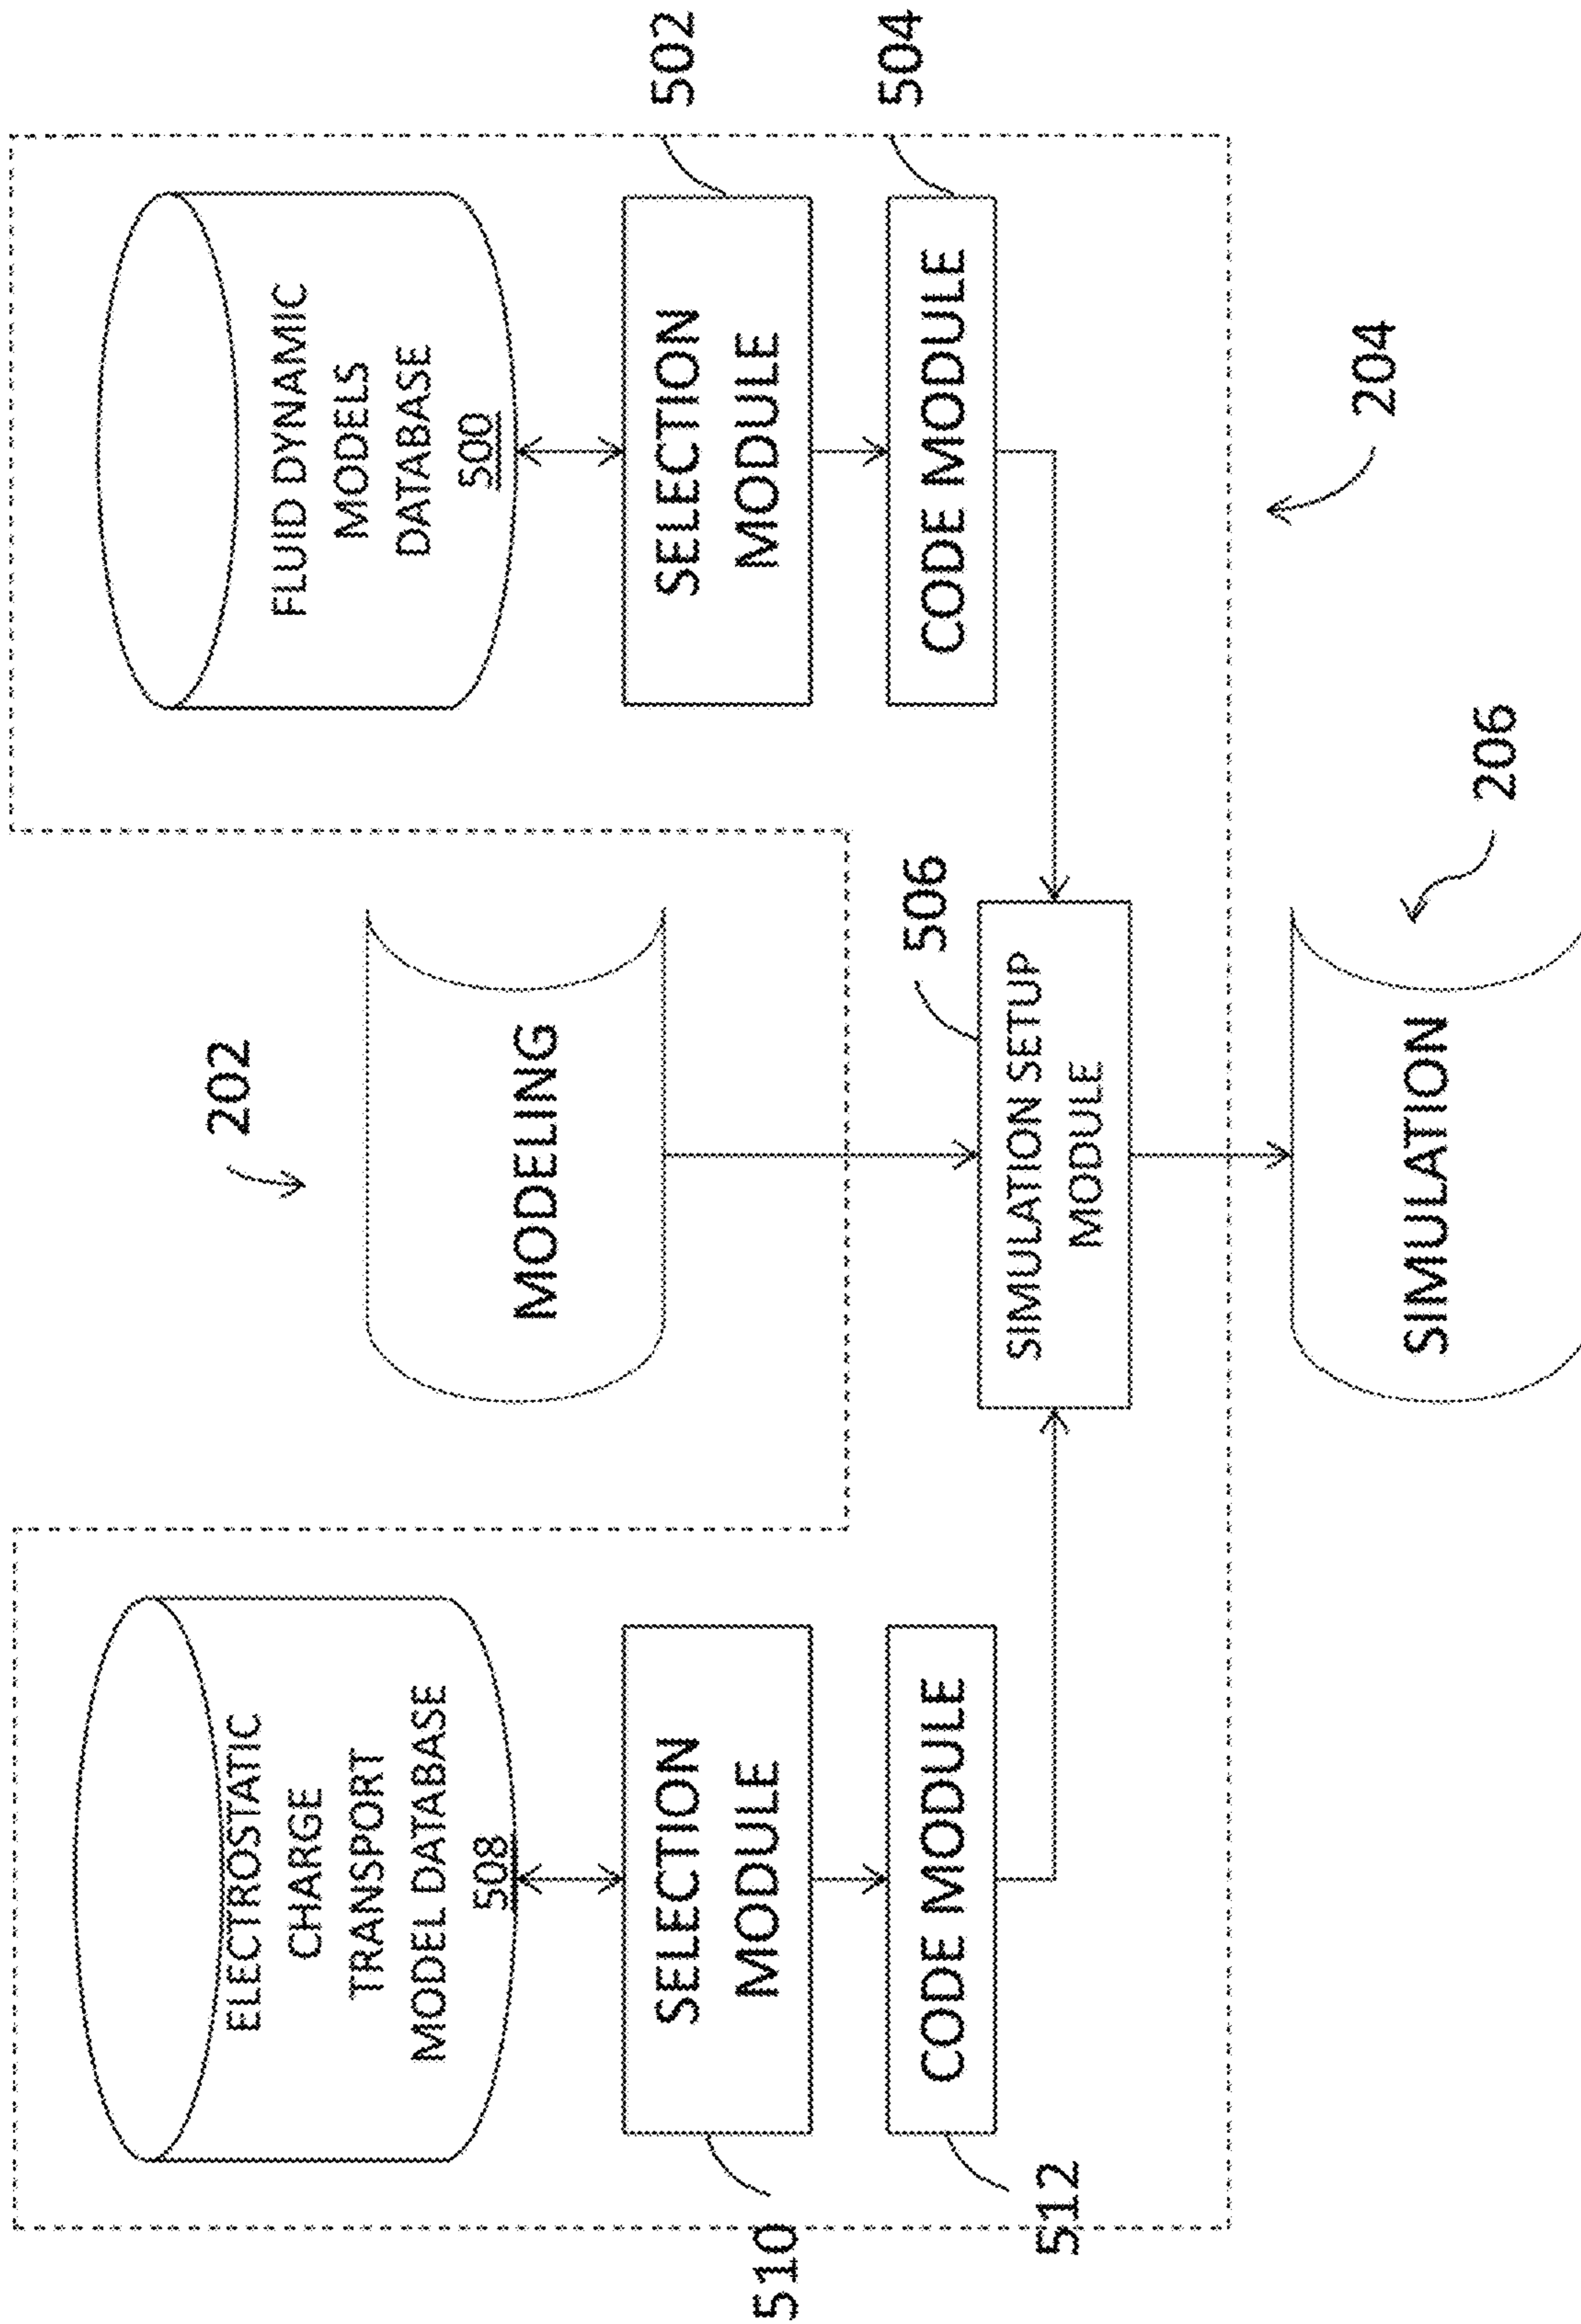 ELECTROSTATIC
CHARGE
TRANSPORT
MODEL DATABASE
508
SELECTION
MODULE
510
CODE MODULE
512
202
MODELING
506
SIMULATION SETUP
MODULE
SIMULATION
206
FLUID DYNAMIC
MODELS
DATABASE
500
SELECTION
MODULE
502
CODE MODULE
504
204